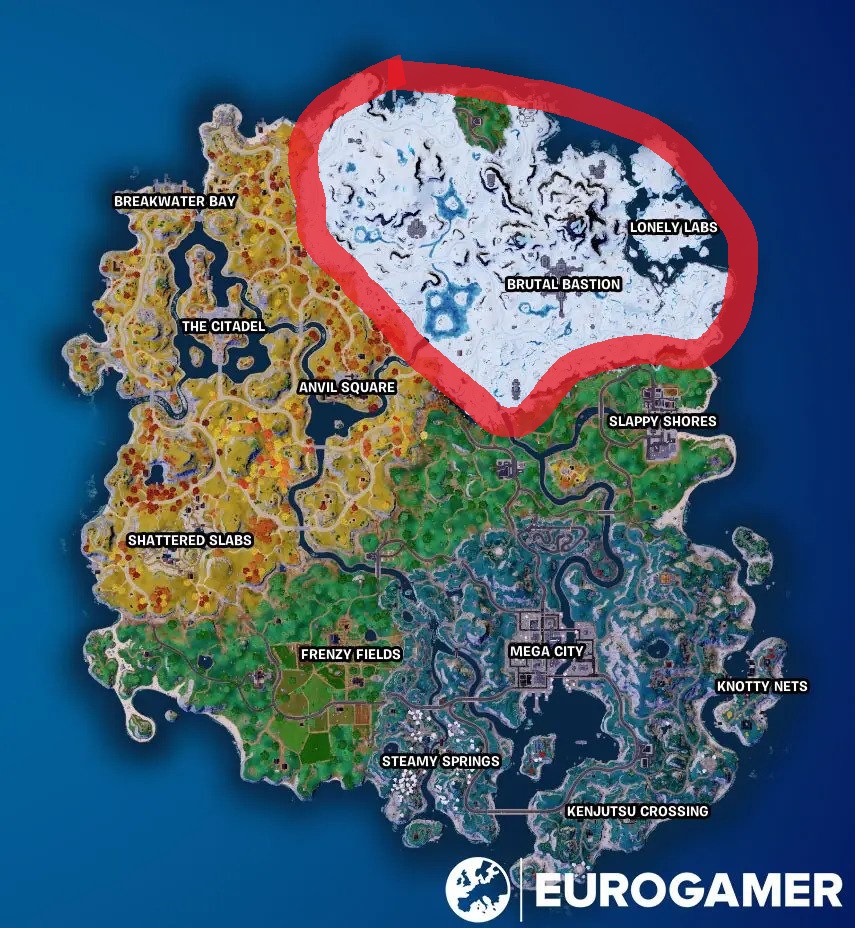 BREAKWATER BAY
LONELY LABS
BRUTAL BASTION
THE CITADEL
ANVIL SQUARE
SLAPPY SHORES
SHATTERED SLABS
MEGA CITY
FRENZY FIELDS
KNOTTY NETS
STEAMY SPRINGS
KENJUTSU CROSSING
EUROGAMER